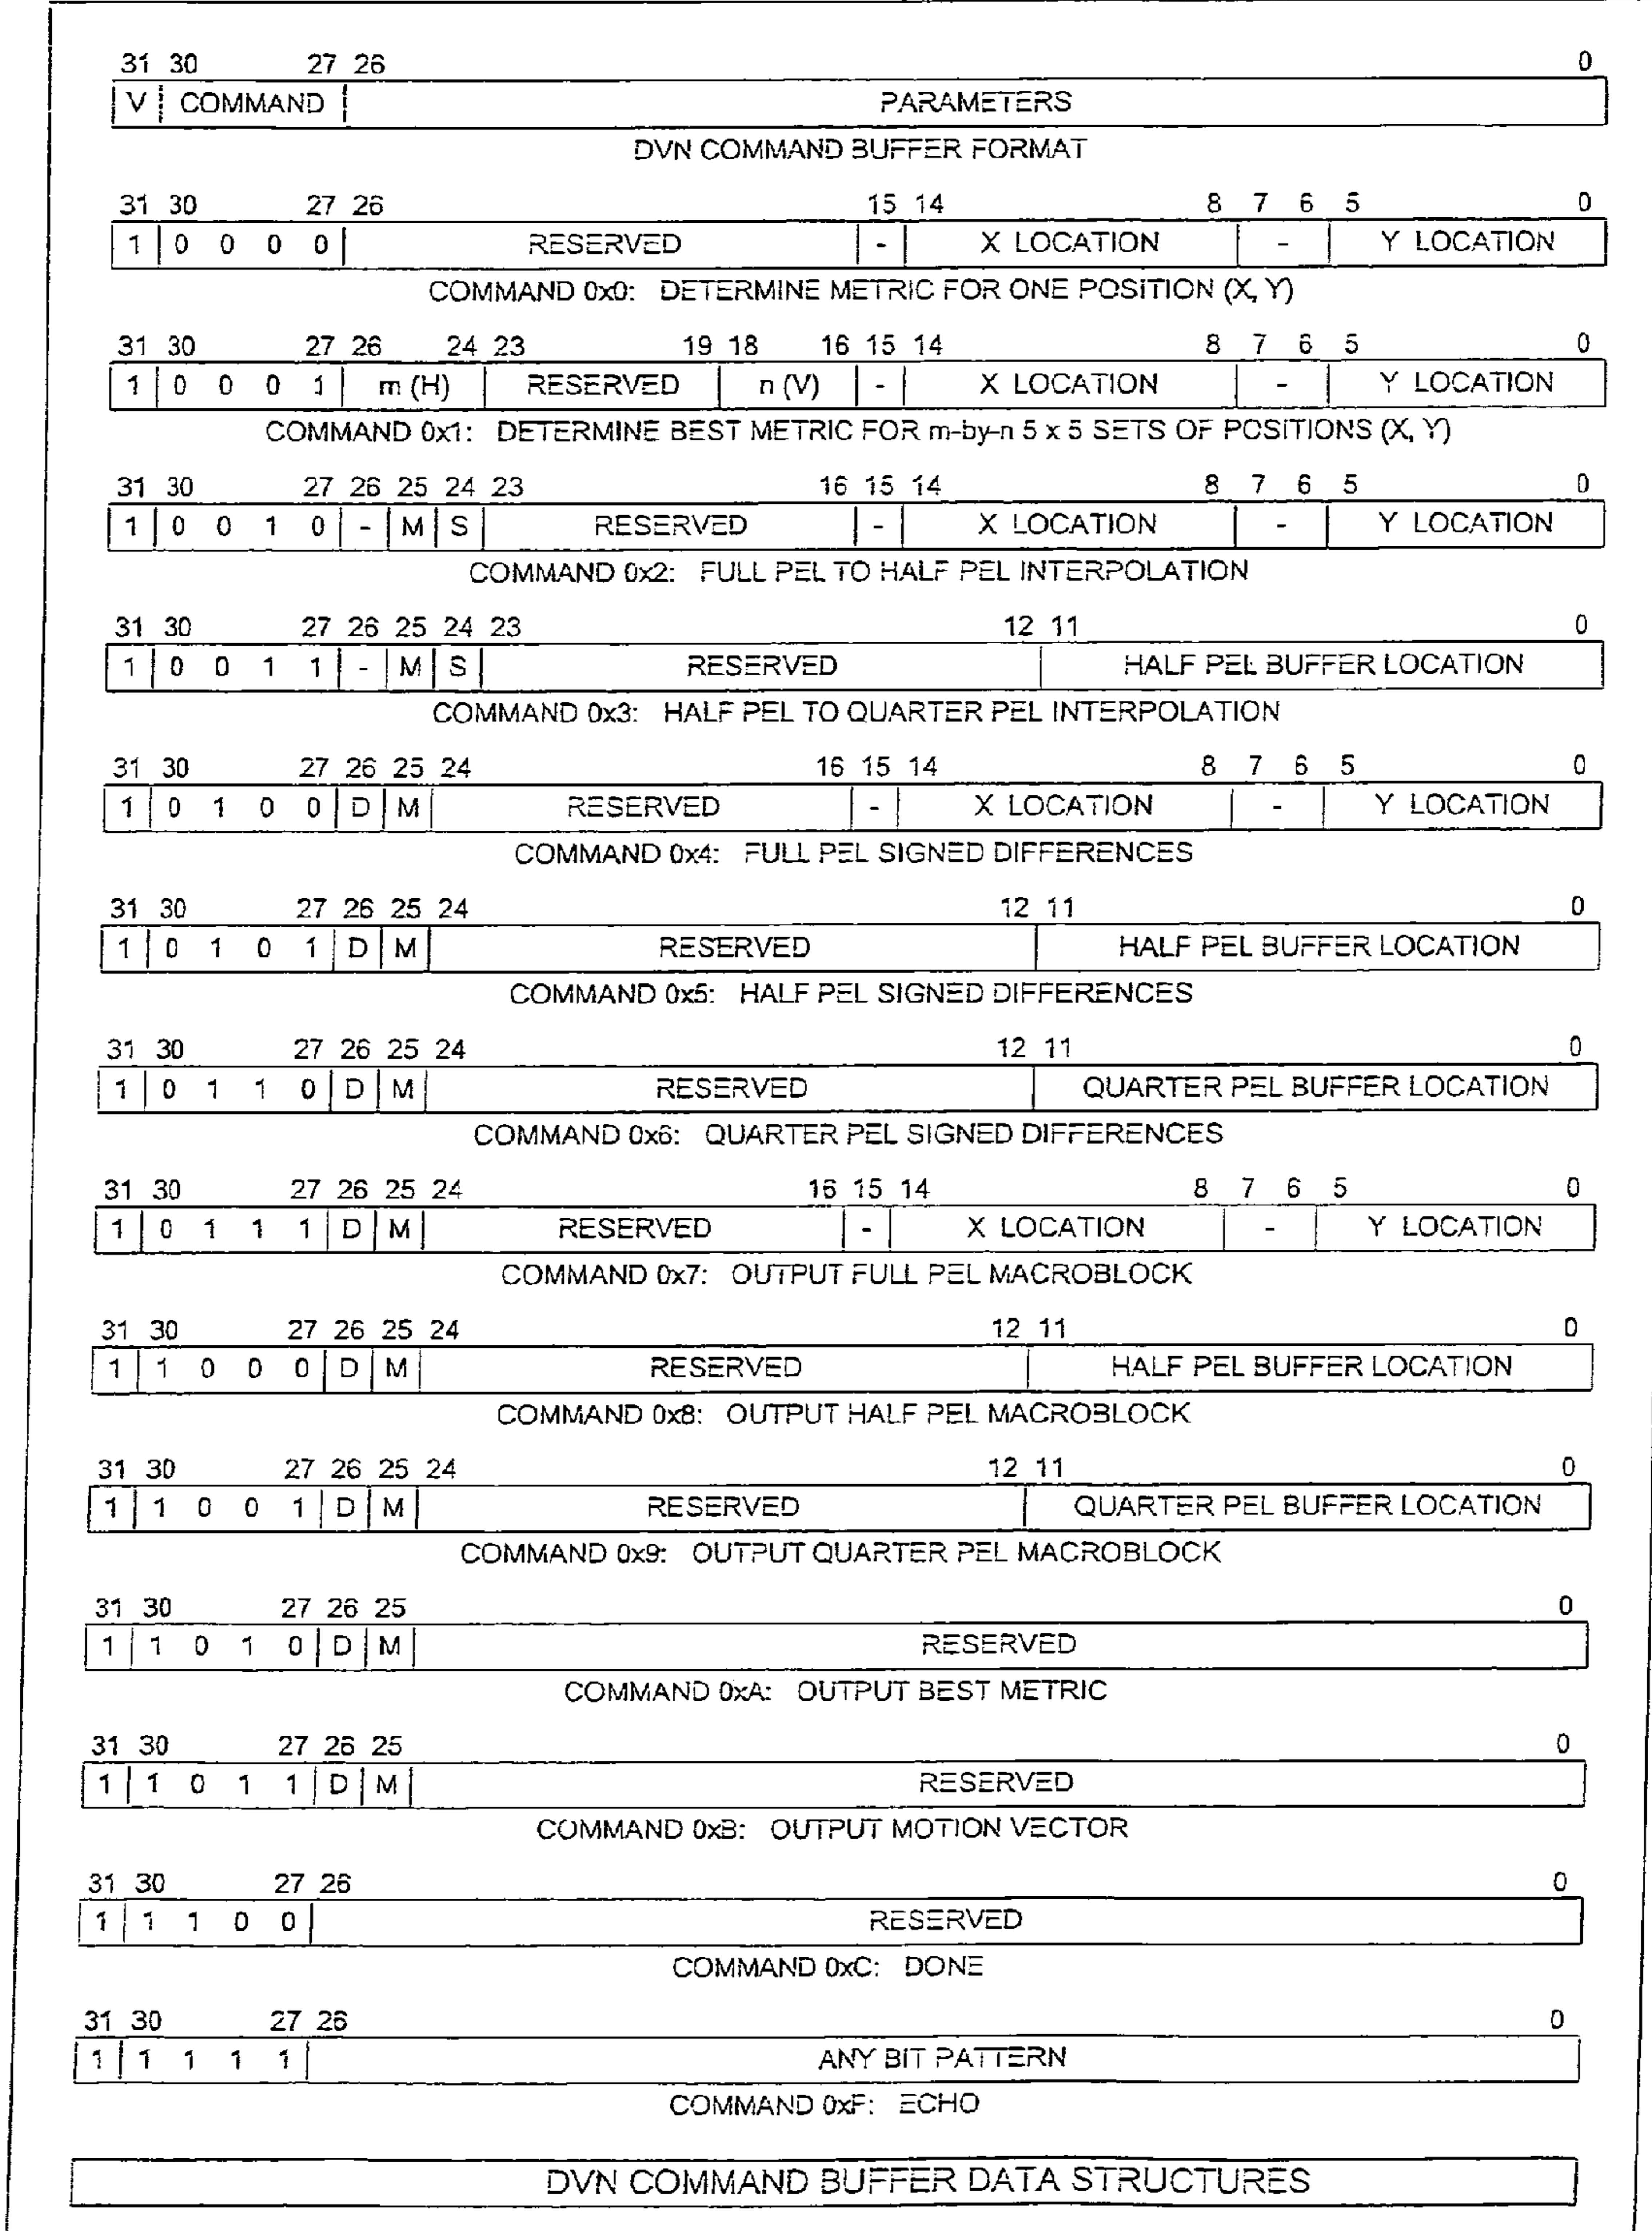 31 30 27 26 0
V COMMAND PARAMETERS
DVN COMMAND BUFFER FORMAT
31 30 27 26 15 14 8 7 6 5 0
1 0 0 0 0 RESERVED - X LOCATION - Y LOCATION
COMMAND 0x0: DETERMINE METRIC FOR ONE POSITION (X, Y)
31 30 27 26 24 23 19 18 16 15 14 8 7 6 5 0
1 0 0 0 1 m (H) RESERVED n (V) - X LOCATION - Y LOCATION
COMMAND 0x1: DETERMINE BEST METRIC FOR m-by-n 5 x 5 SETS OF POSITIONS (X, Y)
31 30 27 26 25 24 23 16 15 14 8 7 6 5 0
1 0 0 1 0 - M S RESERVED - X LOCATION - Y LOCATION
COMMAND 0x2: FULL PEL TO HALF PEL INTERPOLATION
31 30 27 26 25 24 23 12 11 0
1 0 0 1 1 - M S RESERVED HALF PEL BUFFER LOCATION
COMMAND 0x3: HALF PEL TO QUARTER PEL INTERPOLATION
31 30 27 26 25 24 16 15 14 8 7 6 5 0
1 0 1 0 0 D M RESERVED - X LOCATION - Y LOCATION
COMMAND 0x4: FULL PEL SIGNED DIFFERENCES
31 30 27 26 25 24 12 11 0
1 0 1 0 1 D M RESERVED HALF PEL BUFFER LOCATION
COMMAND 0x5: HALF PEL SIGNED DIFFERENCES
31 30 27 26 25 24 12 11 0
1 0 1 1 0 D M RESERVED QUARTER PEL BUFFER LOCATION
COMMAND 0x6: QUARTER PEL SIGNED DIFFERENCES
31 30 27 26 25 24 16 15 14 8 7 6 5 0
1 0 1 1 1 D M RESERVED - X LOCATION - Y LOCATION
COMMAND 0x7: OUTPUT FULL PEL MACROBLOCK
31 30 27 26 25 24 12 11 0
1 1 0 0 0 D M RESERVED HALF PEL BUFFER LOCATION
COMMAND 0x8: OUTPUT HALF PEL MACROBLOCK
31 30 27 26 25 24 12 11 0
1 1 0 0 1 D M RESERVED QUARTER PEL BUFFER LOCATION
COMMAND 0x9: OUTPUT QUARTER PEL MACROBLOCK
31 30 27 26 25 0
1 1 0 1 0 D M RESERVED
COMMAND 0xA: OUTPUT BEST METRIC
31 30 27 26 25 0
1 1 0 1 1 D M RESERVED
COMMAND 0xB: OUTPUT MOTION VECTOR
31 30 27 26 0
1 1 1 0 0 RESERVED
COMMAND 0xC: DONE
31 30 27 26 0
1 1 1 1 1 ANY BIT PATTERN
COMMAND 0xF: ECHO
DVN COMMAND BUFFER DATA STRUCTURES